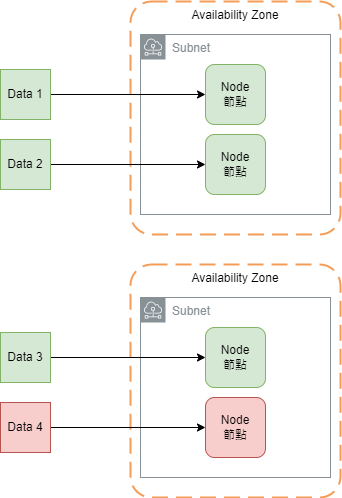 Availability Zone
Subnet
Data 1
Node
節點
Data 2
Node
節點
Availability Zone
Subnet
Data 3
Node
節點
Data 4
Node
節點